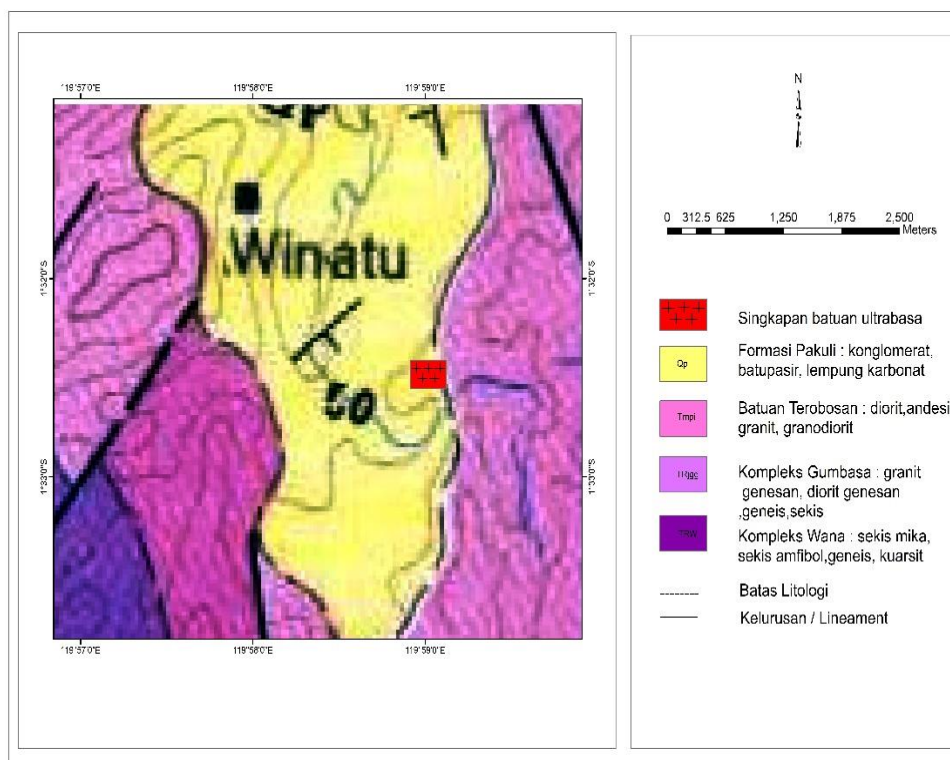 119°57'0"E 119°58'0"E 119°59'0"E
Qp
Winatu
50
1°32'0"S
1°33'0"S
1°32'0"S
1°33'0"S
119°57'0"E 119°58'0"E 119°59'0"E
N
0 312.5 625 1,250 1,875 2,500
Meters
Singkapan batuan ultrabasa
Qp
Formasi Pakuli : konglomerat,
batupasir, lempung karbonat
Tmpi
Batuan Terobosan : diorit,andesi
granit, granodiorit
Kompleks Gumbasa : granit
genesan, diorit genesan
,geneis,sekis
TRW
Kompleks Wana : sekis mika,
sekis amfibol,geneis, kuarsit
Batas Litologi
Kelurusan / Lineament